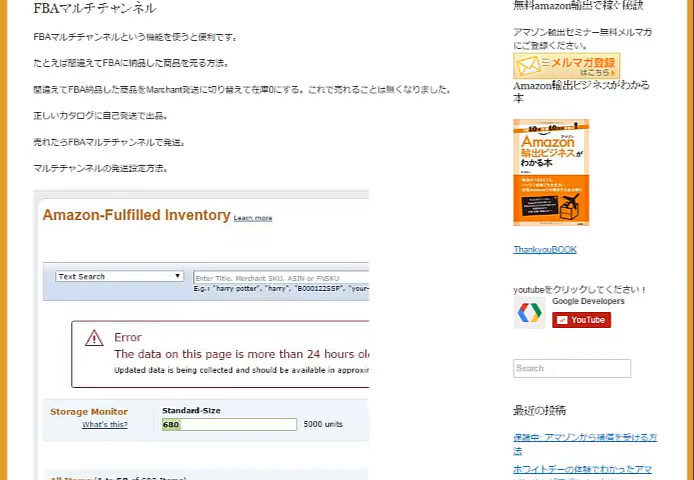 FBAマルチチャンネル
FBAマルチチャンネルという機能を使うと便利です。
たとえば間違えてFBAに納品した商品を売る方法。
間違えてFBA納品した商品をMarchant発送に切り替えて在庫0にする。これで売れることは無くなりました。
正しいカタログに自己発送で出品。
売れたらFBAマルチチャンネルで発送。
マルチチャンネルの発送設定方法。
Amazon-Fulfilled Inventory Learn more
Text Search
Enter Title, Merchant SKU, ASIN or FNSKU
E.g.: "harry potter", "harry", "B000122SSP", "your-
Error
The data on this page is more than 24 hours ol
Updated data is being collected and should be available in approxir
Storage Monitor
What's this?
Standard-Size
680
5000 units
無料amazon輸出で稼ぐ秘訣
アマゾン輸出セミナー無料メルマガ
にご登録ください。
メルマガ登録
はこちら
Amazon輸出ビジネスがわかる
本
Amazon
輸出ビジネスが
わかる本
ThankyouBOOK
youtubeをクリックしてください！
Google Developers
YouTube
Search ...
最近の投稿
保護中: アマゾンから補償を受ける方
法
ホワイトデーの体験でわかったアマ